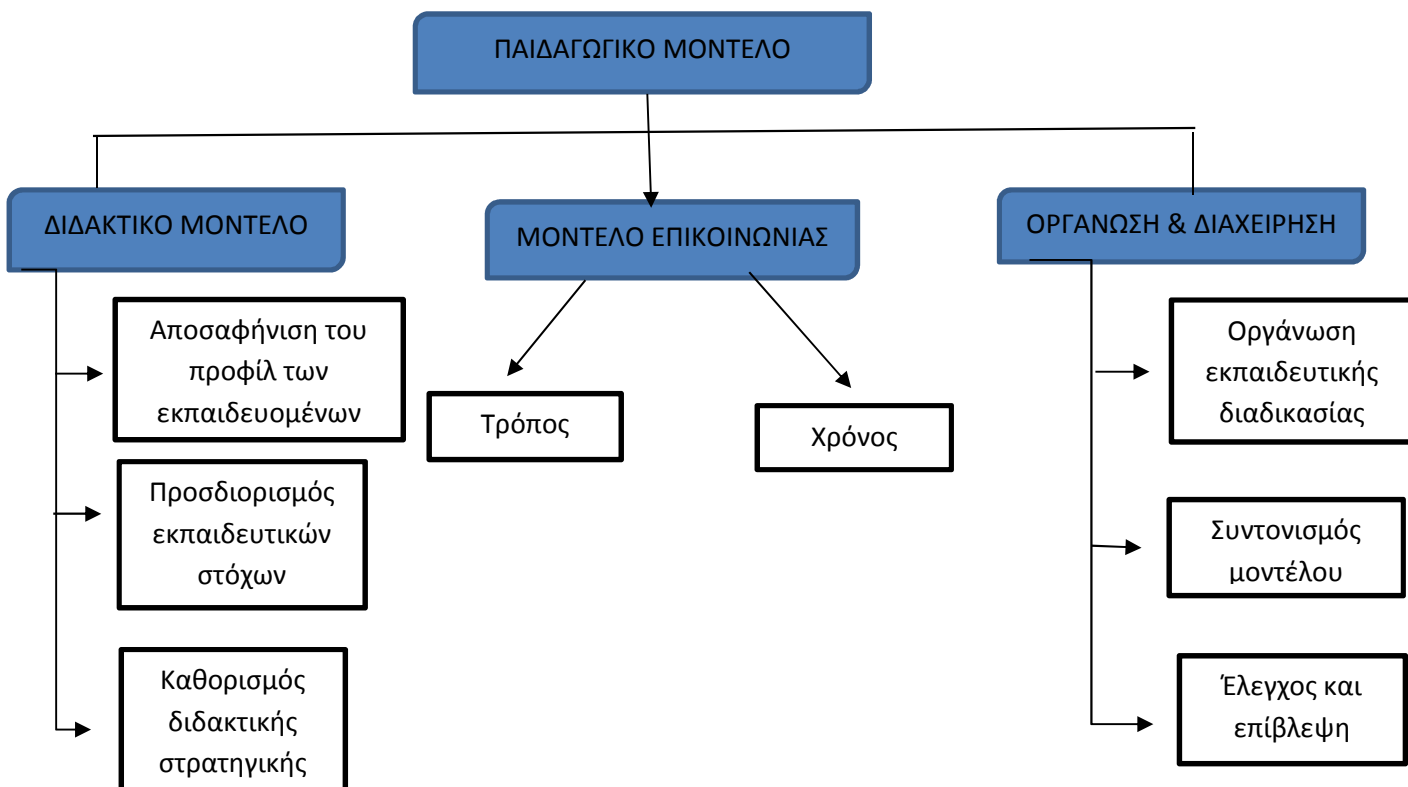 ΠΑΙΔΑΓΩΓΙΚΟ ΜΟΝΤΕΛΟ
ΔΙΔΑΚΤΙΚΟ ΜΟΝΤΕΛΟ
ΜΟΝΤΕΛΟ ΕΠΙΚΟΙΝΩΝΙΑΣ
ΟΡΓΑΝΩΣΗ & ΔΙΑΧΕΙΡΗΣΗ
Αποσαφήνιση του
προφίλ των
εκπαιδευομένων
Προσδιορισμός
εκπαιδευτικών
στόχων
Καθορισμός
διδακτικής
στρατηγικής
Τρόπος
Χρόνος
Οργάνωση
εκπαιδευτικής
διαδικασίας
Συντονισμός
μοντέλου
Έλεγχος και
επίβλεψη